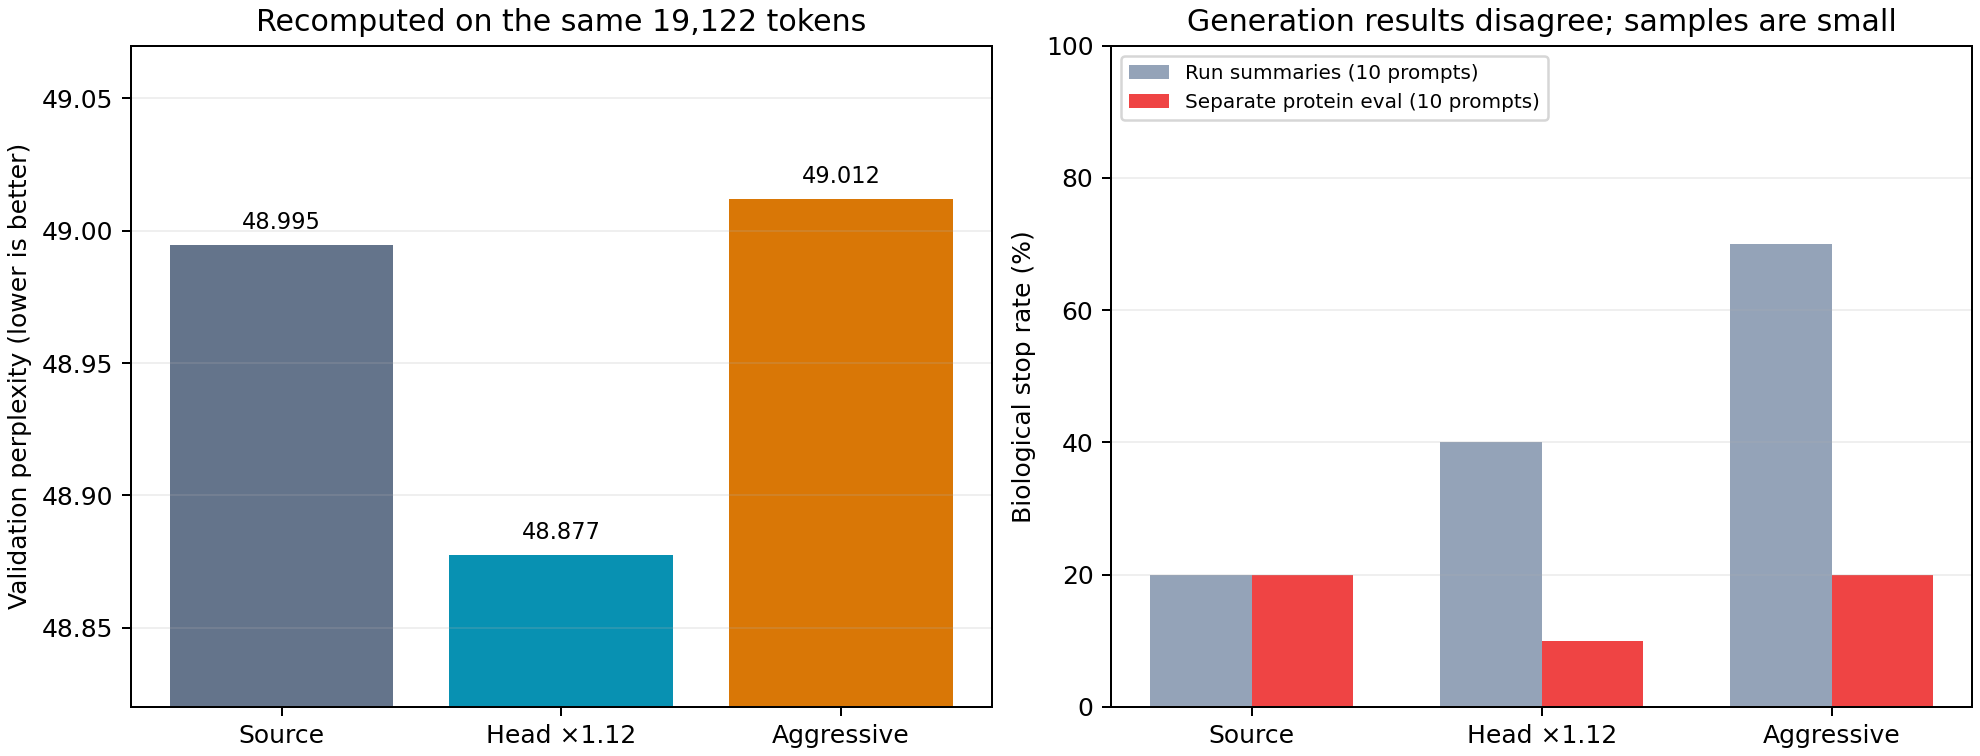 Recomputed on the same 19,122 tokens
Validation perplexity (lower is better)
49.05
49.00
48.95
48.90
48.85
48.995
48.877
49.012
Source
Head ×1.12
Aggressive
Generation results disagree; samples are small
Biological stop rate (%)
100
80
60
40
20
0
Run summaries (10 prompts)
Separate protein eval (10 prompts)
Source
Head ×1.12
Aggressive